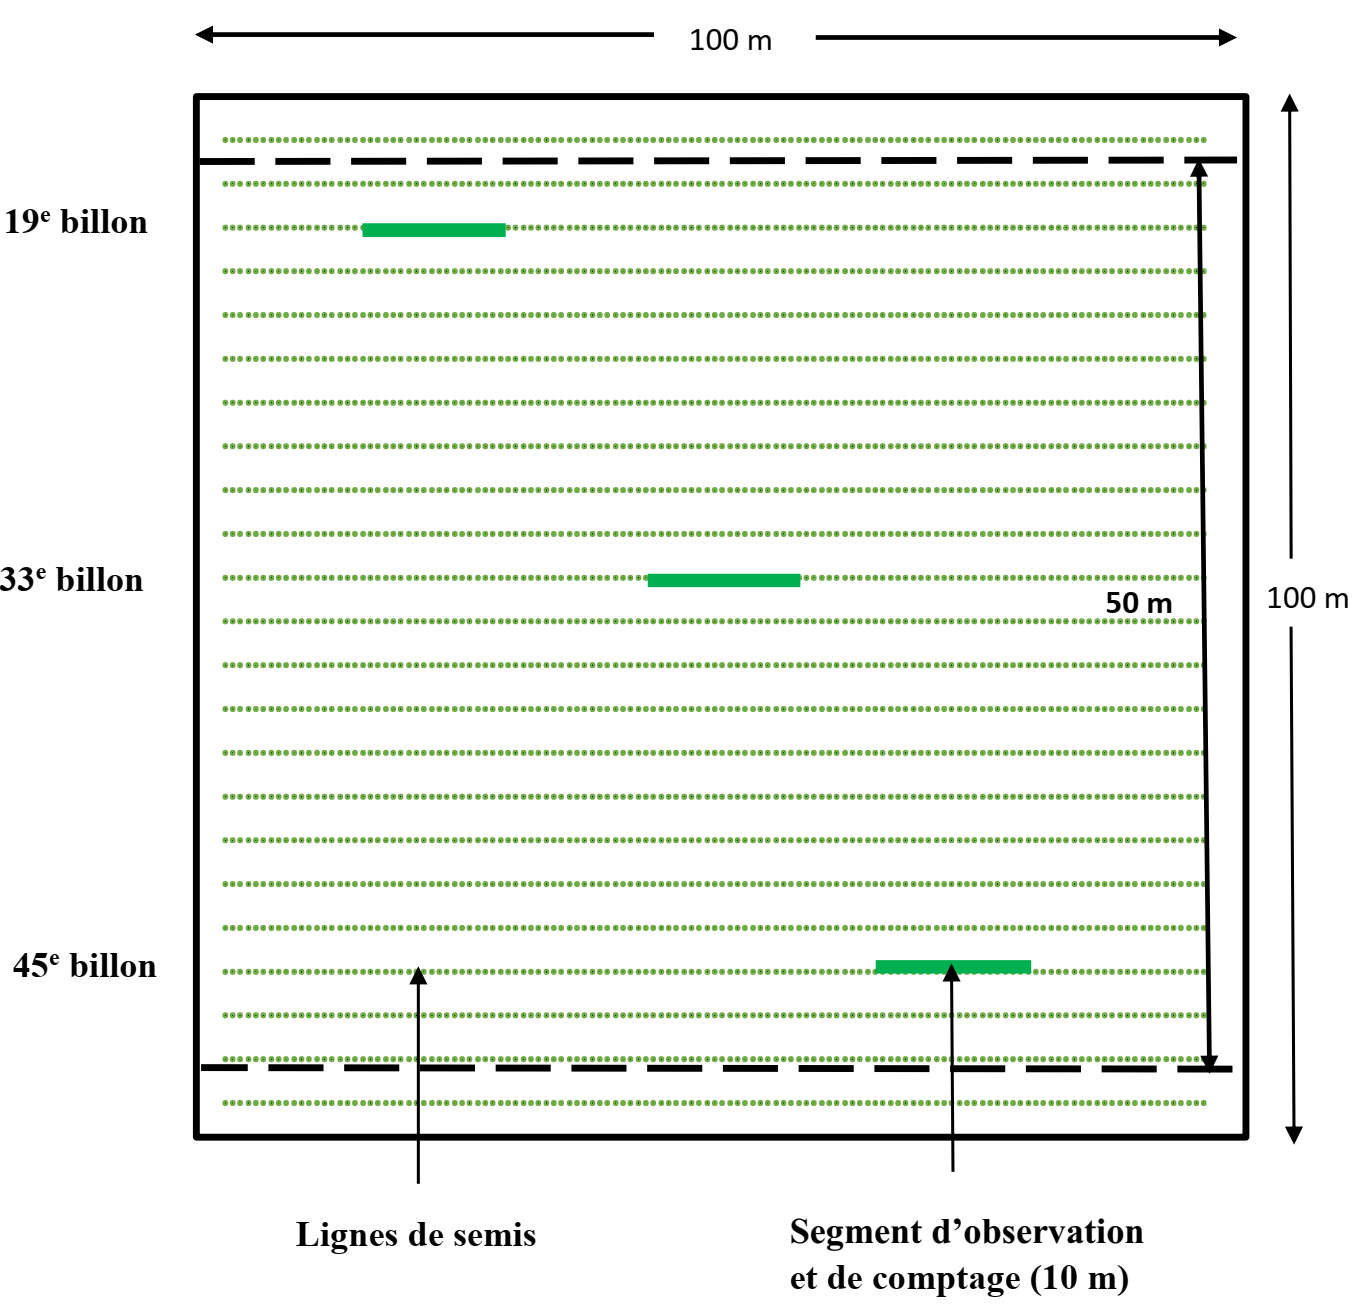 100 m
19e billon
33e billon
50 m
100 m
45e billon
Lignes de semis
Segment d’observation
et de comptage (10 m)